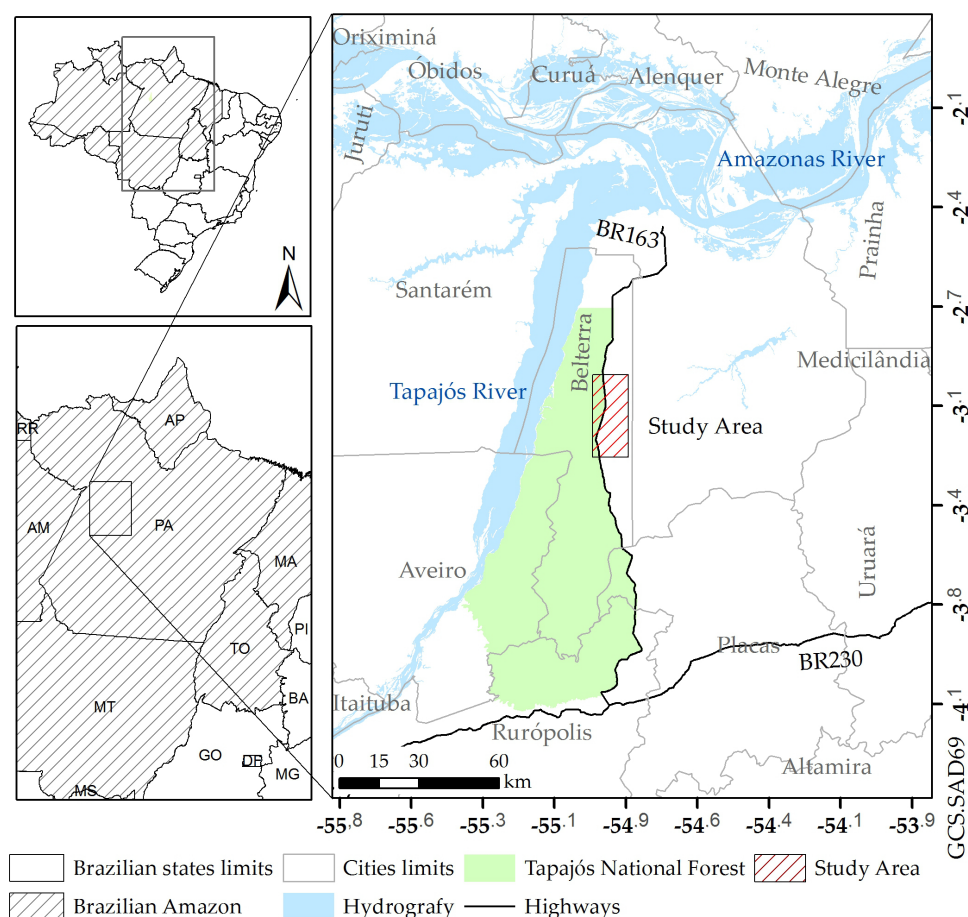 N
RR
AP
AM
PA
MA
PI
TO
BA
MT
GO
DF
MG
MS
Oriximiná
Óbidos
Curuá
Alenquer
Monte Alegre
Juruti
Amazonas River
BR163
Prainha
Santarém
Belterra
Medicilândia
Tapajós River
Study Area
Aveiro
Uruará
Placas
BR230
Itaituba
Rurópolis
Altamira
0 15 30 60
km
-2.1
-2.4
-2.7
-3.1
-3.4
-3.8
-4.1
GCS.SAD69
-55.8 -55.6 -55.3 -55.1 -54.9 -54.4 -54.1 -53.9
Brazilian states limits Cities limits Tapajós National Forest Study Area
Brazilian Amazon Hydrografy Highways